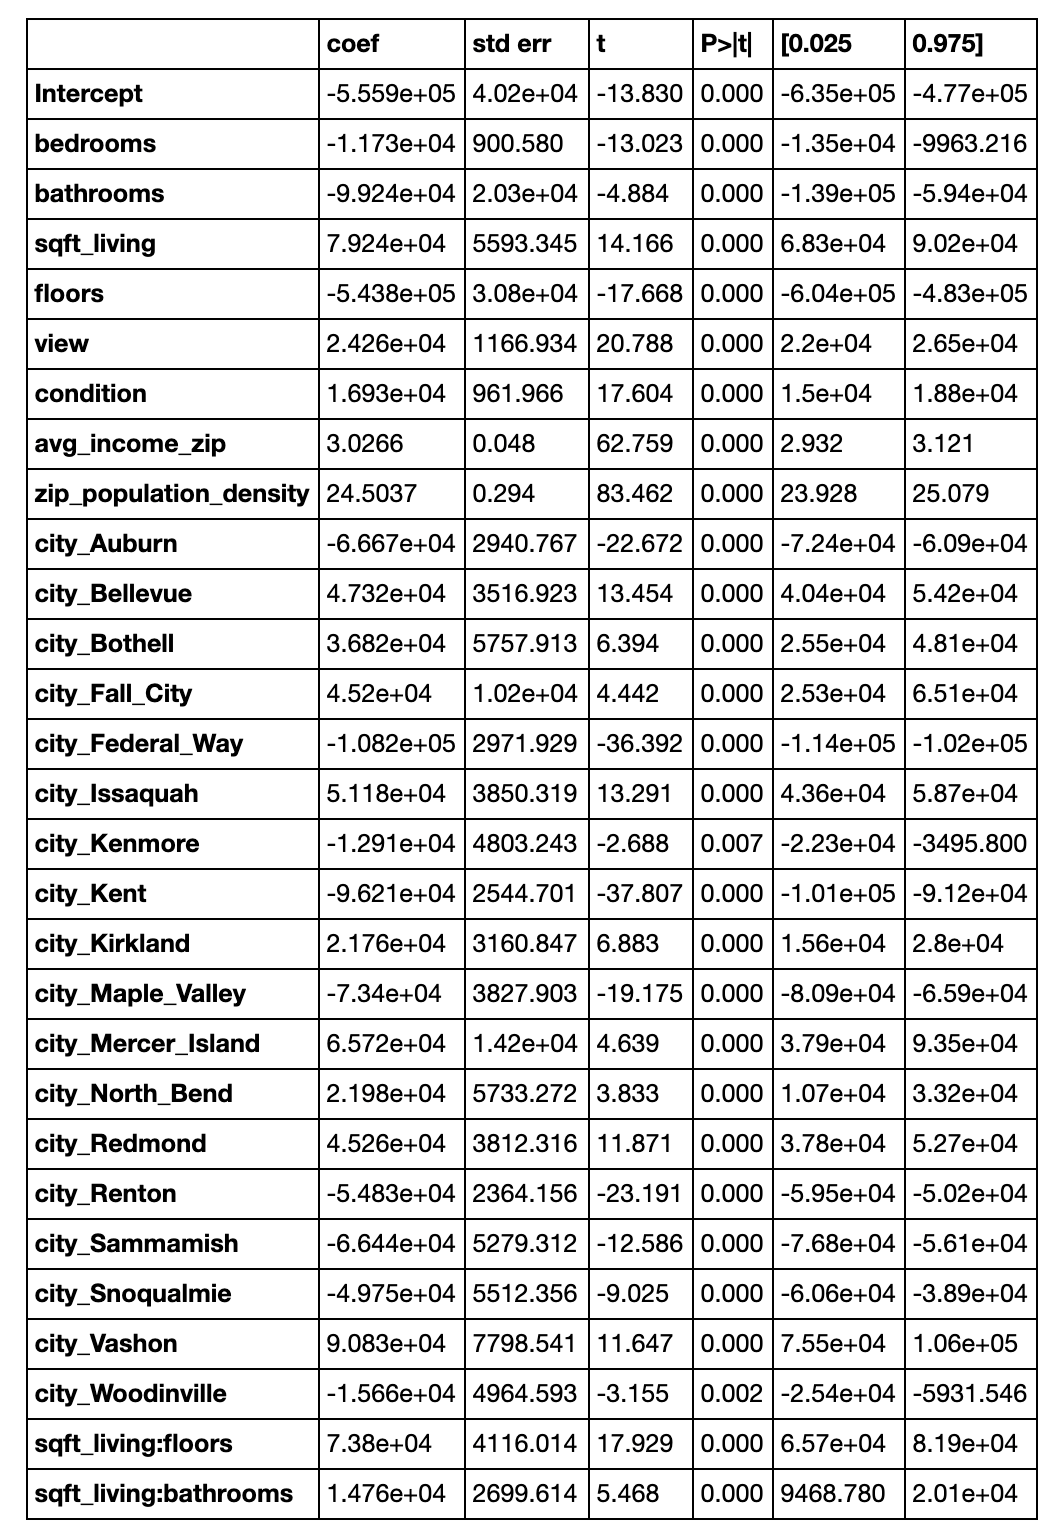 coef std err t P>|t| [0.025 0.975]
Intercept -5.559e+05 4.02e+04 -13.830 0.000 -6.35e+05 -4.77e+05
bedrooms -1.173e+04 900.580 -13.023 0.000 -1.35e+04 -9963.216
bathrooms -9.924e+04 2.03e+04 -4.884 0.000 -1.39e+05 -5.94e+04
sqft_living 7.924e+04 5593.345 14.166 0.000 6.83e+04 9.02e+04
floors -5.438e+05 3.08e+04 -17.668 0.000 -6.04e+05 -4.83e+05
view 2.426e+04 1166.934 20.788 0.000 2.2e+04 2.65e+04
condition 1.693e+04 961.966 17.604 0.000 1.5e+04 1.88e+04
avg_income_zip 3.0266 0.048 62.759 0.000 2.932 3.121
zip_population_density 24.5037 0.294 83.462 0.000 23.928 25.079
city_Auburn -6.667e+04 2940.767 -22.672 0.000 -7.24e+04 -6.09e+04
city_Bellevue 4.732e+04 3516.923 13.454 0.000 4.04e+04 5.42e+04
city_Bothell 3.682e+04 5757.913 6.394 0.000 2.55e+04 4.81e+04
city_Fall_City 4.52e+04 1.02e+04 4.442 0.000 2.53e+04 6.51e+04
city_Federal_Way -1.082e+05 2971.929 -36.392 0.000 -1.14e+05 -1.02e+05
city_Issaquah 5.118e+04 3850.319 13.291 0.000 4.36e+04 5.87e+04
city_Kenmore -1.291e+04 4803.243 -2.688 0.007 -2.23e+04 -3495.800
city_Kent -9.621e+04 2544.701 -37.807 0.000 -1.01e+05 -9.12e+04
city_Kirkland 2.176e+04 3160.847 6.883 0.000 1.56e+04 2.8e+04
city_Maple_Valley -7.34e+04 3827.903 -19.175 0.000 -8.09e+04 -6.59e+04
city_Mercer_Island 6.572e+04 1.42e+04 4.639 0.000 3.79e+04 9.35e+04
city_North_Bend 2.198e+04 5733.272 3.833 0.000 1.07e+04 3.32e+04
city_Redmond 4.526e+04 3812.316 11.871 0.000 3.78e+04 5.27e+04
city_Renton -5.483e+04 2364.156 -23.191 0.000 -5.95e+04 -5.02e+04
city_Sammamish -6.644e+04 5279.312 -12.586 0.000 -7.68e+04 -5.61e+04
city_Snoqualmie -4.975e+04 5512.356 -9.025 0.000 -6.06e+04 -3.89e+04
city_Vashon 9.083e+04 7798.541 11.647 0.000 7.55e+04 1.06e+05
city_Woodinville -1.566e+04 4964.593 -3.155 0.002 -2.54e+04 -5931.546
sqft_living:floors 7.38e+04 4116.014 17.929 0.000 6.57e+04 8.19e+04
sqft_living:bathrooms 1.476e+04 2699.614 5.468 0.000 9468.780 2.01e+04